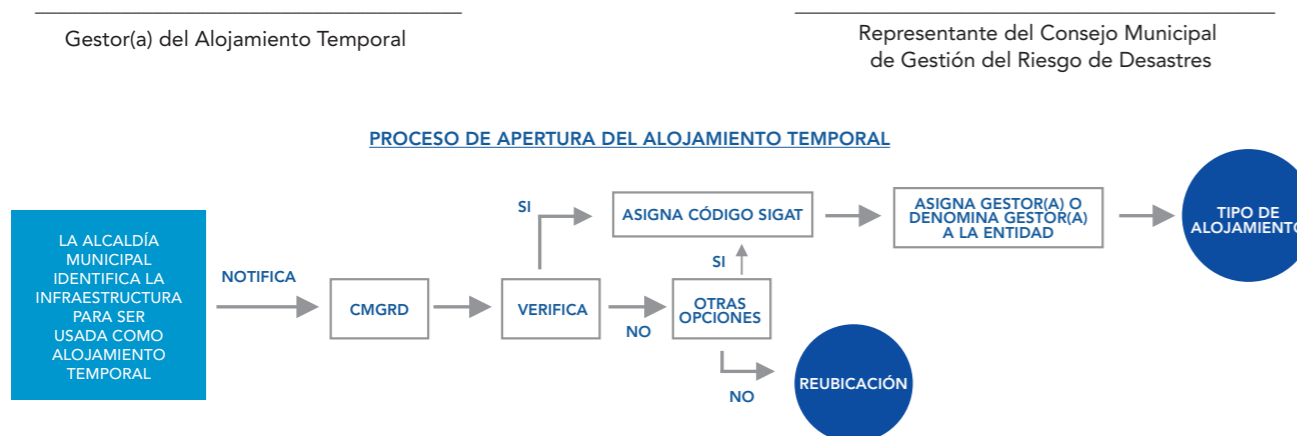 Gestor(a) del Alojamiento Temporal
Representante del Consejo Municipal
de Gestión del Riesgo de Desastres
PROCESO DE APERTURA DEL ALOJAMIENTO TEMPORAL
LA ALCALDÍA
MUNICIPAL
IDENTIFICA LA
INFRAESTRUCTURA
PARA SER
USADA COMO
ALOJAMIENTO
TEMPORAL
NOTIFICA
CMGRD
VERIFICA
SI
ASIGNA CÓDIGO SIGAT
ASIGNA GESTOR(A) O
DENOMINA GESTOR(A)
A LA ENTIDAD
TIPO DE
ALOJAMIENTO
NO
OTRAS
OPCIONES
SI
NO
REUBICACIÓN